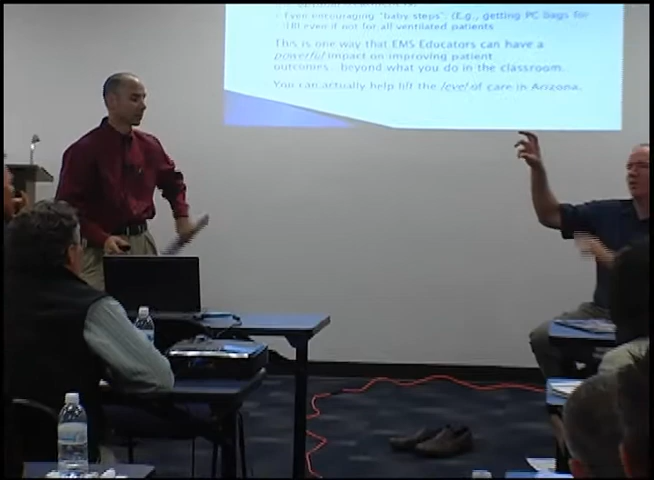 Even encouraging "baby steps" (E.g., getting PC bags for
TBI even if not for all ventilated patients
This is one way that EMS Educators can have a
powerful impact on improving patient
outcomes... beyond what you do in the classroom.
You can actually help lift the level of care in Arizona.